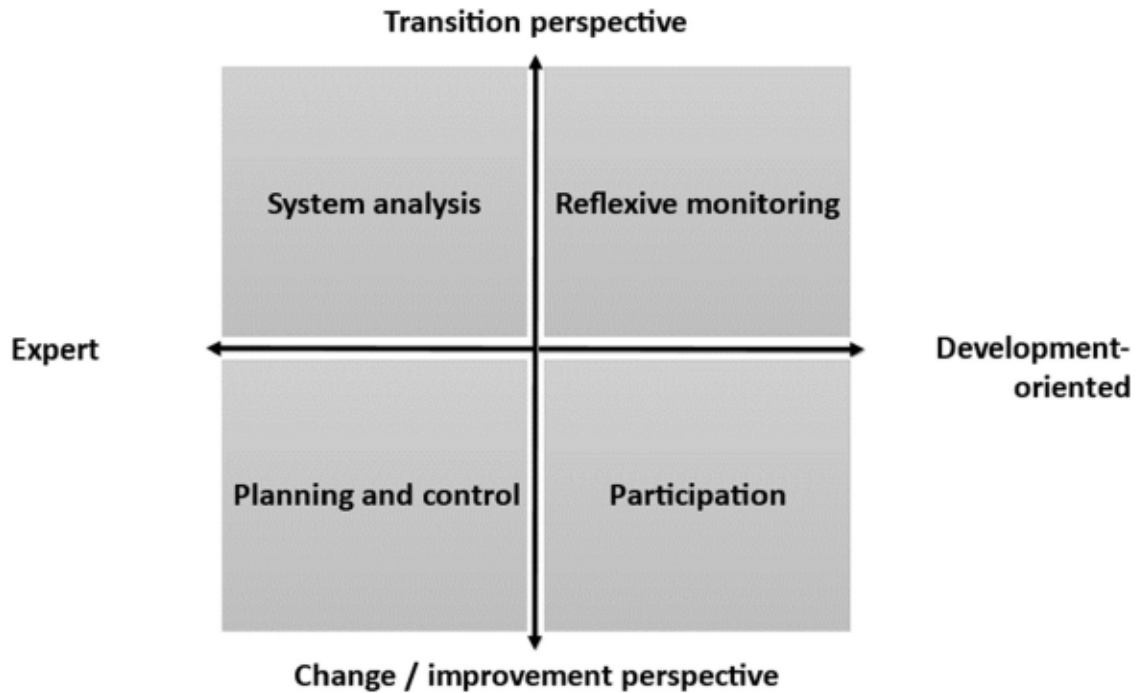 Transition perspective
System analysis
Reflexive monitoring
Expert
Development-
oriented
Planning and control
Participation
Change / improvement perspective